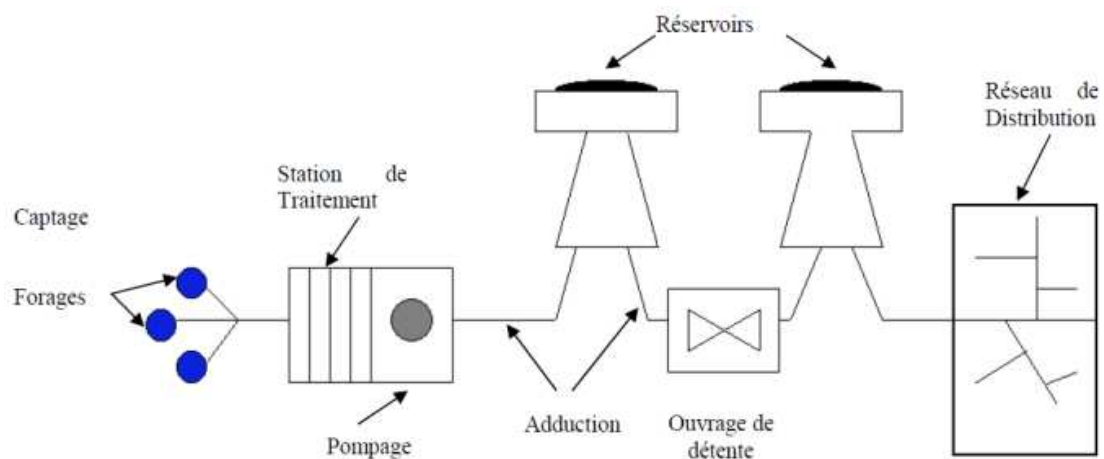 Réservoirs
Réseau de
Distribution
Station de
Traitement
Captage
Forages
Adduction
Ouvrage de
détente
Pompage